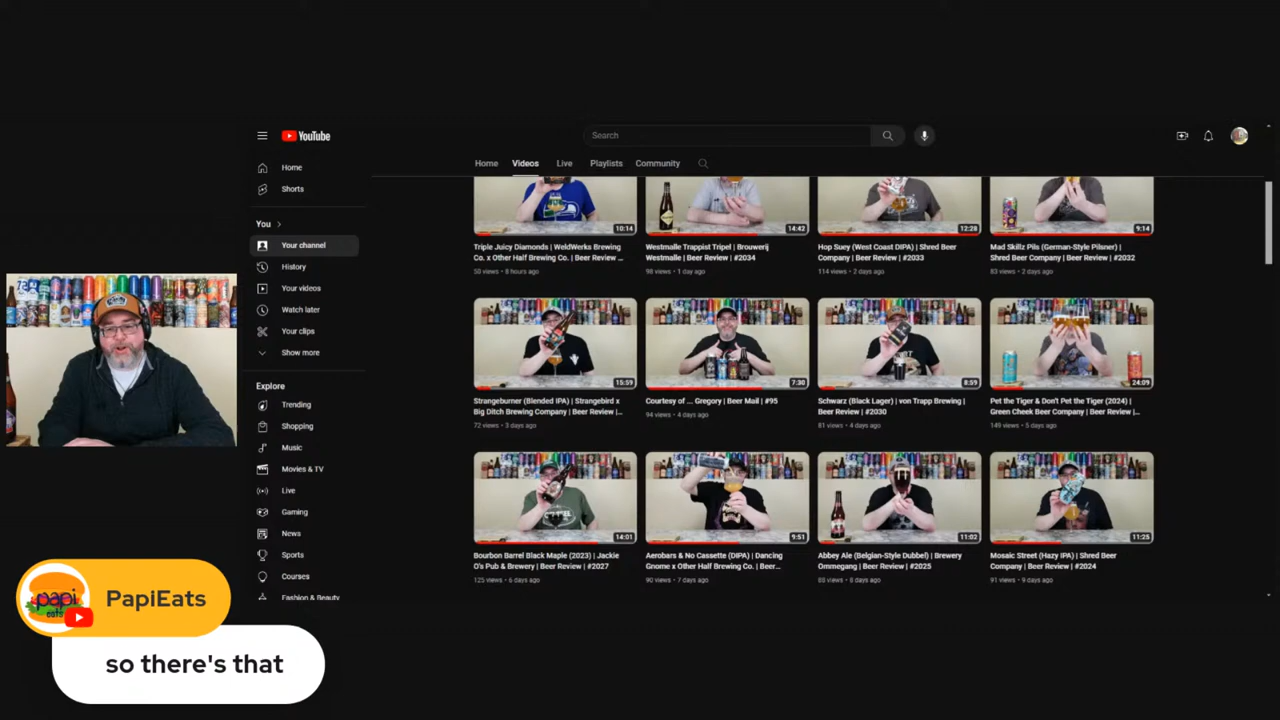 YouTube
Search
Home
Shorts
You
Your channel
History
Your videos
Watch later
Your clips
Show more
Explore
Trending
Shopping
Music
Movies & TV
Live
Gaming
News
Sports
Courses
Fashion & Beauty
Home Videos Live Playlists Community
10:14
14:42
12:28
9:14
Triple Juicy Diamonds | WeldWerks Brewing
Co. x Other Half Brewing Co. | Beer Review ...
50 views • 8 hours ago
Westmalle Trappist Tripel | Brouwerij
Westmalle | Beer Review | #2034
98 views • 1 day ago
Hop Suey (West Coast DIPA) | Shred Beer
Company | Beer Review | #2033
114 views • 2 days ago
Mad Skillz Pils (German-Style Pilsner) |
Shred Beer Company | Beer Review | #2032
83 views • 2 days ago
15:59
7:30
8:59
24:09
Strangeburner (Blended IPA) | Strangebird x
Big Ditch Brewing Company | Beer Review |...
72 views • 3 days ago
Courtesy of ... Gregory | Beer Mail | #95
94 views • 4 days ago
Schwarz (Black Lager) | von Trapp Brewing |
Beer Review | #2030
81 views • 4 days ago
Pet the Tiger & Don't Pet the Tiger (2024) |
Green Cheek Beer Company | Beer Review |...
149 views • 5 days ago
14:01
9:51
11:02
11:25
Bourbon Barrel Black Maple (2023) | Jackie
O's Pub & Brewery | Beer Review | #2027
125 views • 6 days ago
Aerobars & No Cassette (DIPA) | Dancing
Gnome x Other Half Brewing Co. | Beer...
90 views • 7 days ago
Abbey Ale (Belgian-Style Dubbel) | Brewery
Ommegang | Beer Review | #2025
88 views • 8 days ago
Mosaic Street (Hazy IPA) | Shred Beer
Company | Beer Review | #2024
91 views • 9 days ago
papi
eats
PapiEats
so there's that